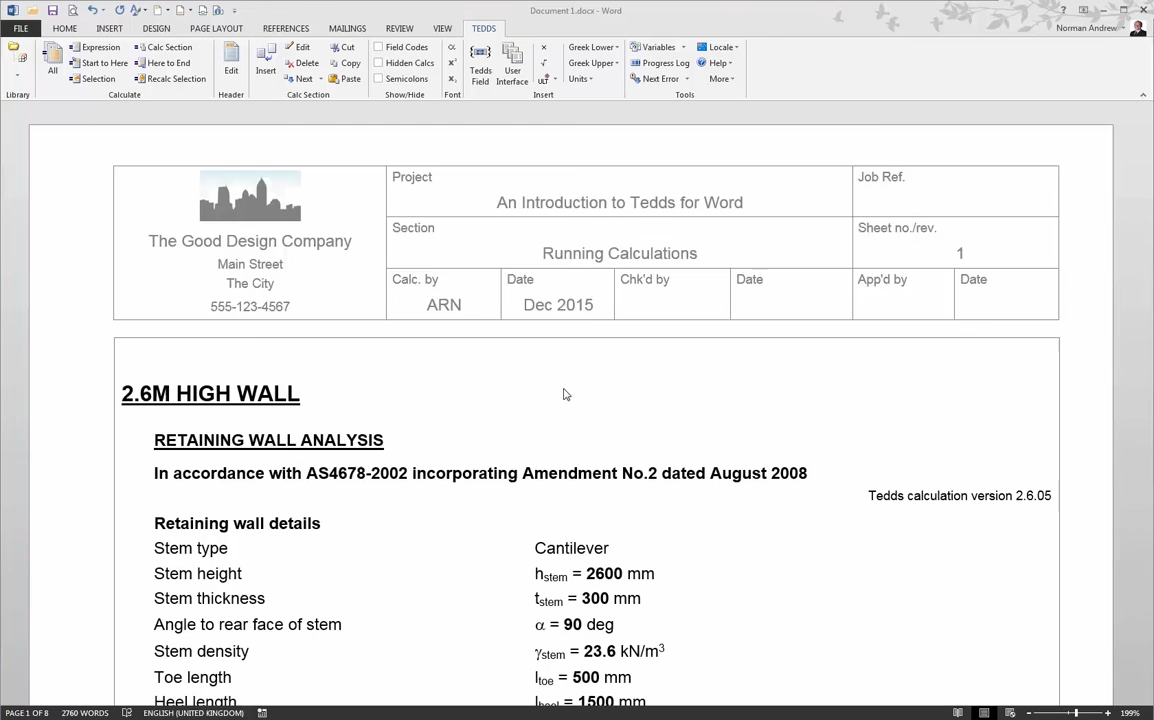 Document 1.docx - Word
FILE HOME INSERT DESIGN PAGE LAYOUT REFERENCES MAILINGS REVIEW VIEW TEDDS Norman Andrew
Expression Calc Section Edit Cut Field Codes α Greek Lower Variables Locale
All Start to Here Here to End Edit Insert Delete Copy Hidden Calcs x² Tedds Field User Interface √ Greek Upper Progress Log Help
Selection Recalc Selection Next Paste Semicolons x₂ ULT Units Next Error More
Library Calculate Header Calc Section Show/Hide Font Insert Tools
The Good Design Company
Main Street
The City
555-123-4567
Project
An Introduction to Tedds for Word
Job Ref.
Section
Running Calculations
Sheet no./rev.
1
Calc. by
ARN
Date
Dec 2015
Chk'd by
Date
App'd by
Date
2.6M HIGH WALL
RETAINING WALL ANALYSIS
In accordance with AS4678-2002 incorporating Amendment No.2 dated August 2008
Tedds calculation version 2.6.05
Retaining wall details
Stem type Cantilever
Stem height hstem = 2600 mm
Stem thickness tstem = 300 mm
Angle to rear face of stem α = 90 deg
Stem density γstem = 23.6 kN/m³
Toe length ltoe = 500 mm
Heel length lheel = 1500 mm
PAGE 1 OF 8 2760 WORDS ENGLISH (UNITED KINGDOM) 199%